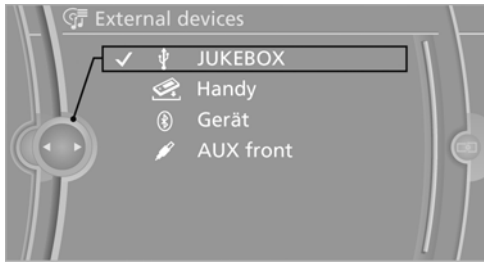 External devices
JUKEBOX
Handy
Gerät
AUX front